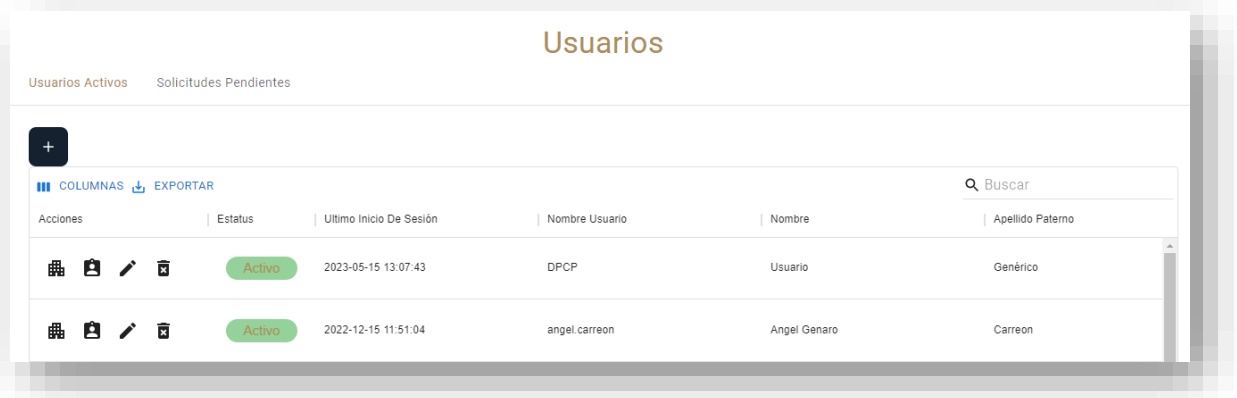 Usuarios
Usuarios Activos Solicitudes Pendientes
+
COLUMNAS EXPORTAR Buscar
Acciones Estatus Ultimo Inicio De Sesión Nombre Usuario Nombre Apellido Paterno
Activo 2023-05-15 13:07:43 DPCP Usuario Genérico
Activo 2022-12-15 11:51:04 angel.carreon Angel Genaro Carreon